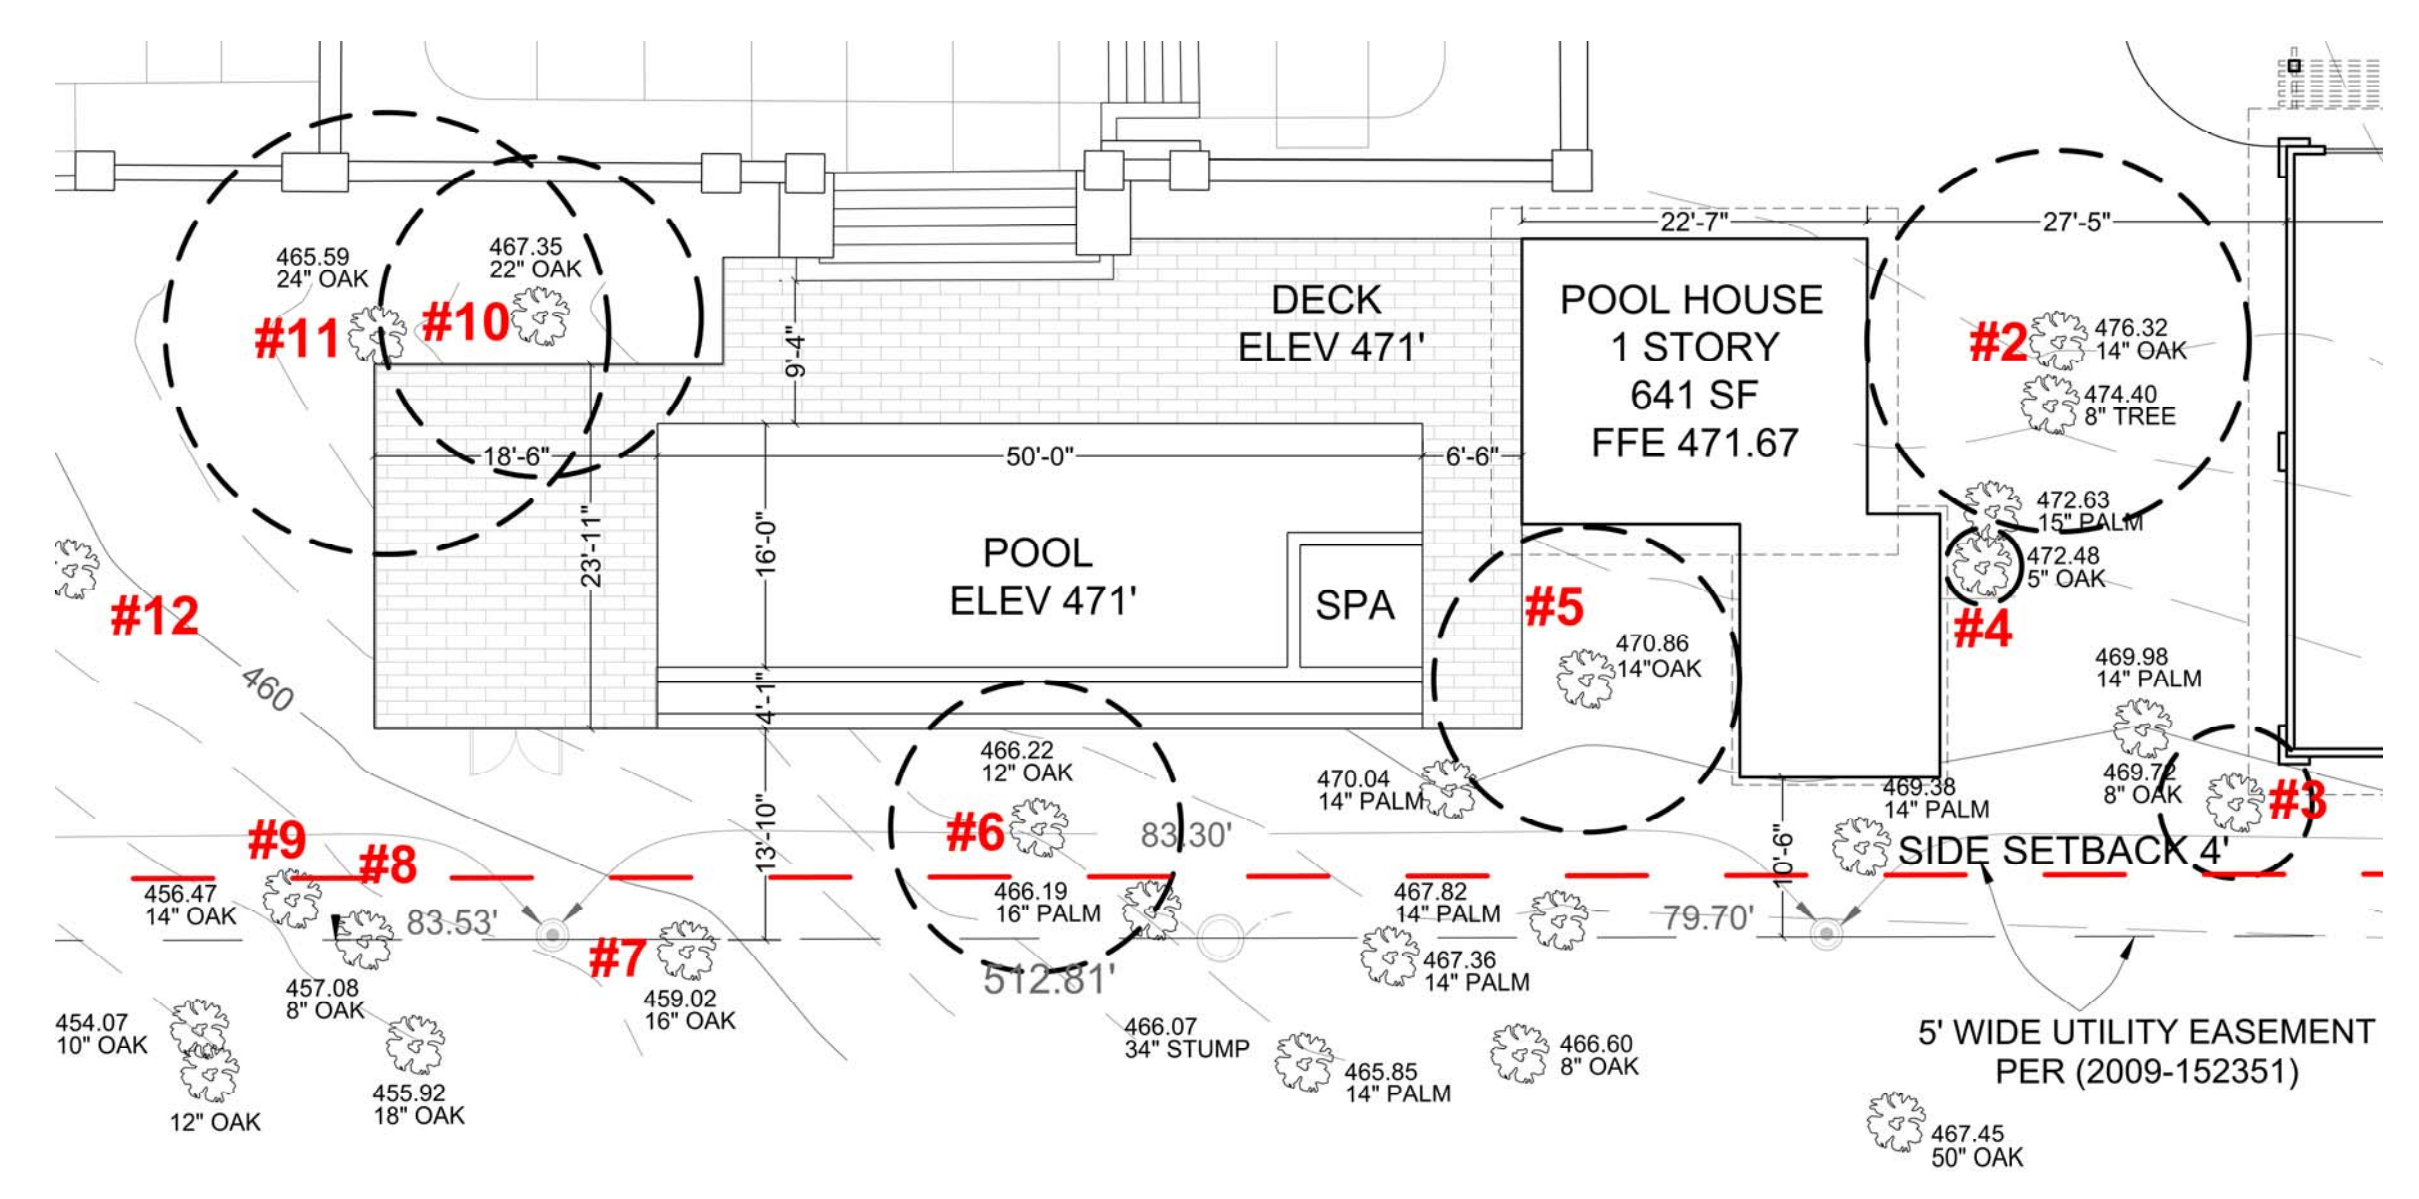 22'-7"
27'-5"
465.59
24" OAK
467.35
22" OAK
#11
#10
9'-4"
DECK
ELEV 471'
POOL HOUSE
1 STORY
641 SF
FFE 471.67
#2
476.32
14" OAK
474.40
8" TREE
18'-6"
50'-0"
6'-6"
23'-11"
16'-0"
POOL
ELEV 471'
SPA
472.63
15" PALM
472.48
5" OAK
#4
#5
470.86
14"OAK
#12
460
4'-1"
469.98
14" PALM
466.22
12" OAK
#6
470.04
14" PALM
469.38
14" PALM
469.72
8" OAK
#3
83.30'
13'-10"
10'-6"
SIDE SETBACK 4'
#9
#8
456.47
14" OAK
83.53'
466.19
16" PALM
467.82
14" PALM
79.70'
#7
459.02
16" OAK
512.81'
467.36
14" PALM
457.08
8" OAK
454.07
10" OAK
12" OAK
455.92
18" OAK
466.07
34" STUMP
465.85
14" PALM
466.60
8" OAK
5' WIDE UTILITY EASEMENT
PER (2009-152351)
467.45
50" OAK